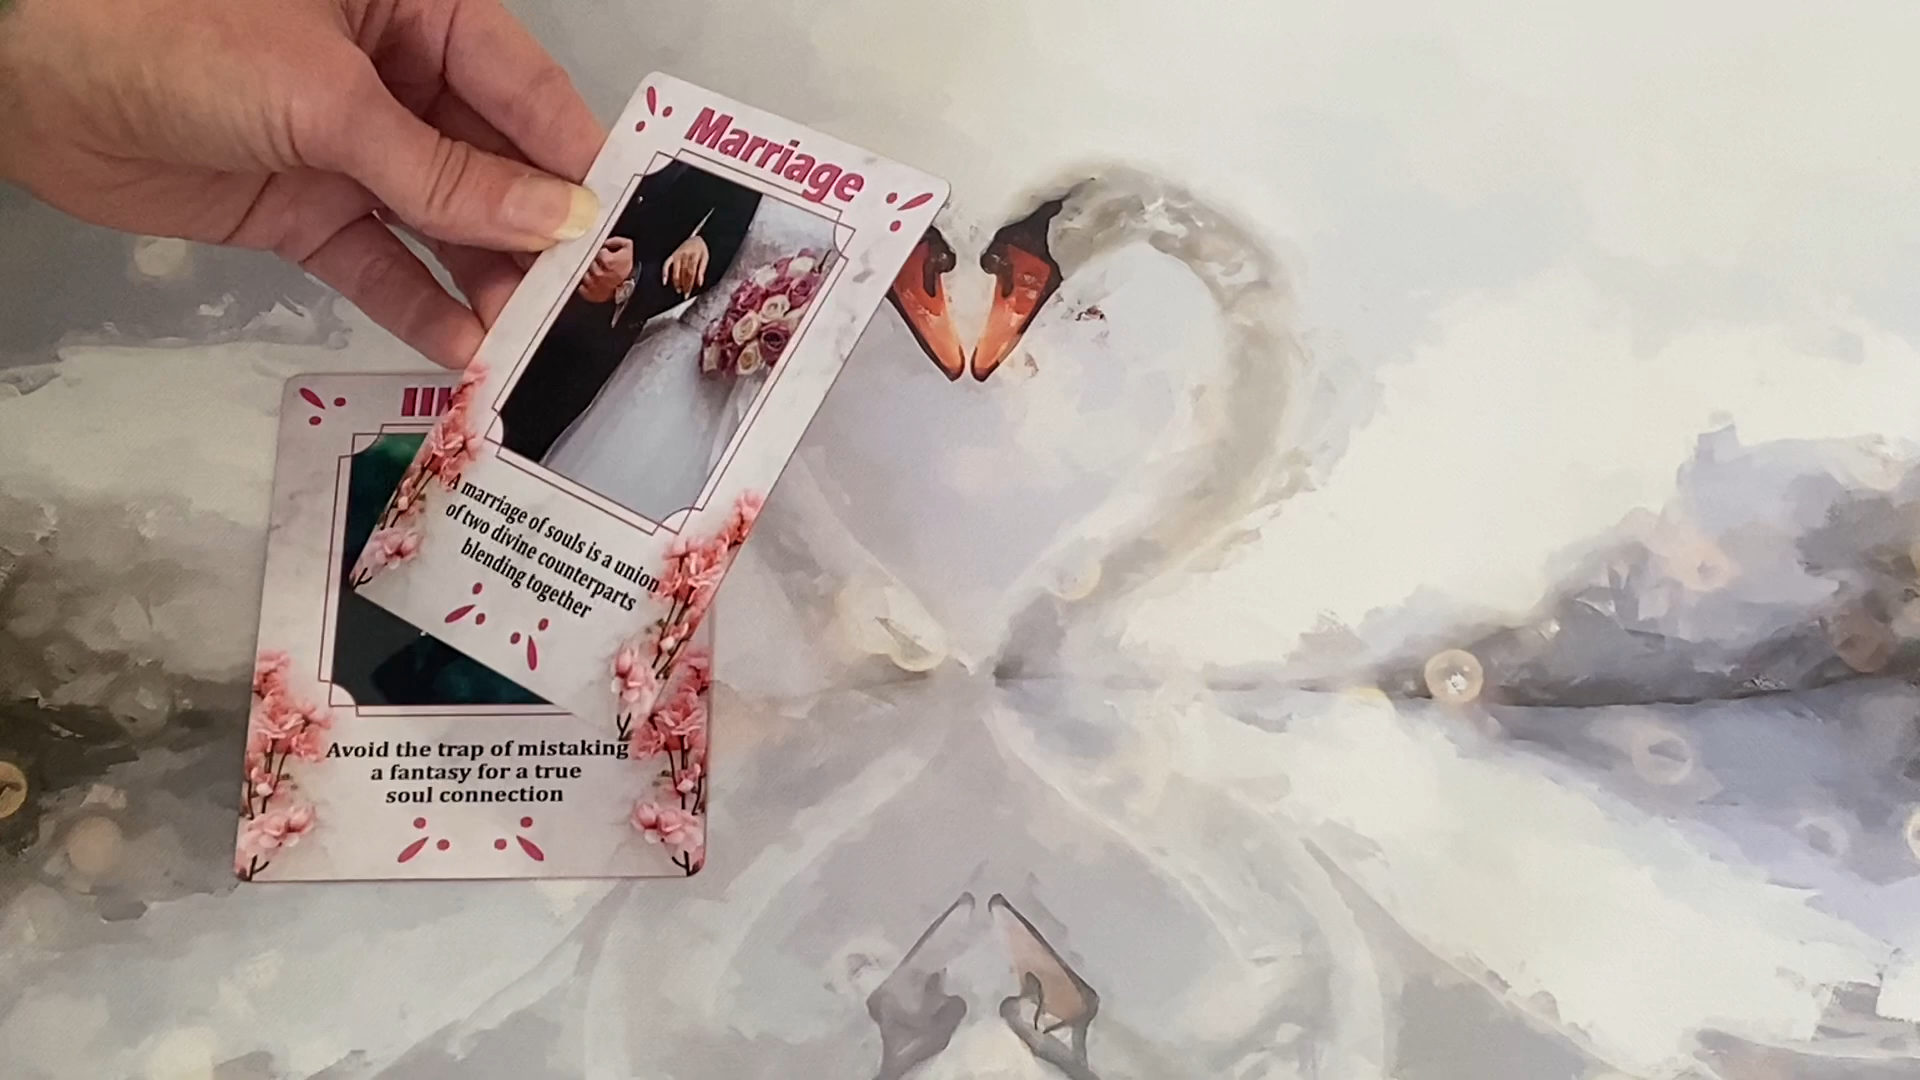 Marriage
A marriage of souls is a union
of two divine counterparts
blending together
Avoid the trap of mistaking
a fantasy for a true
soul connection